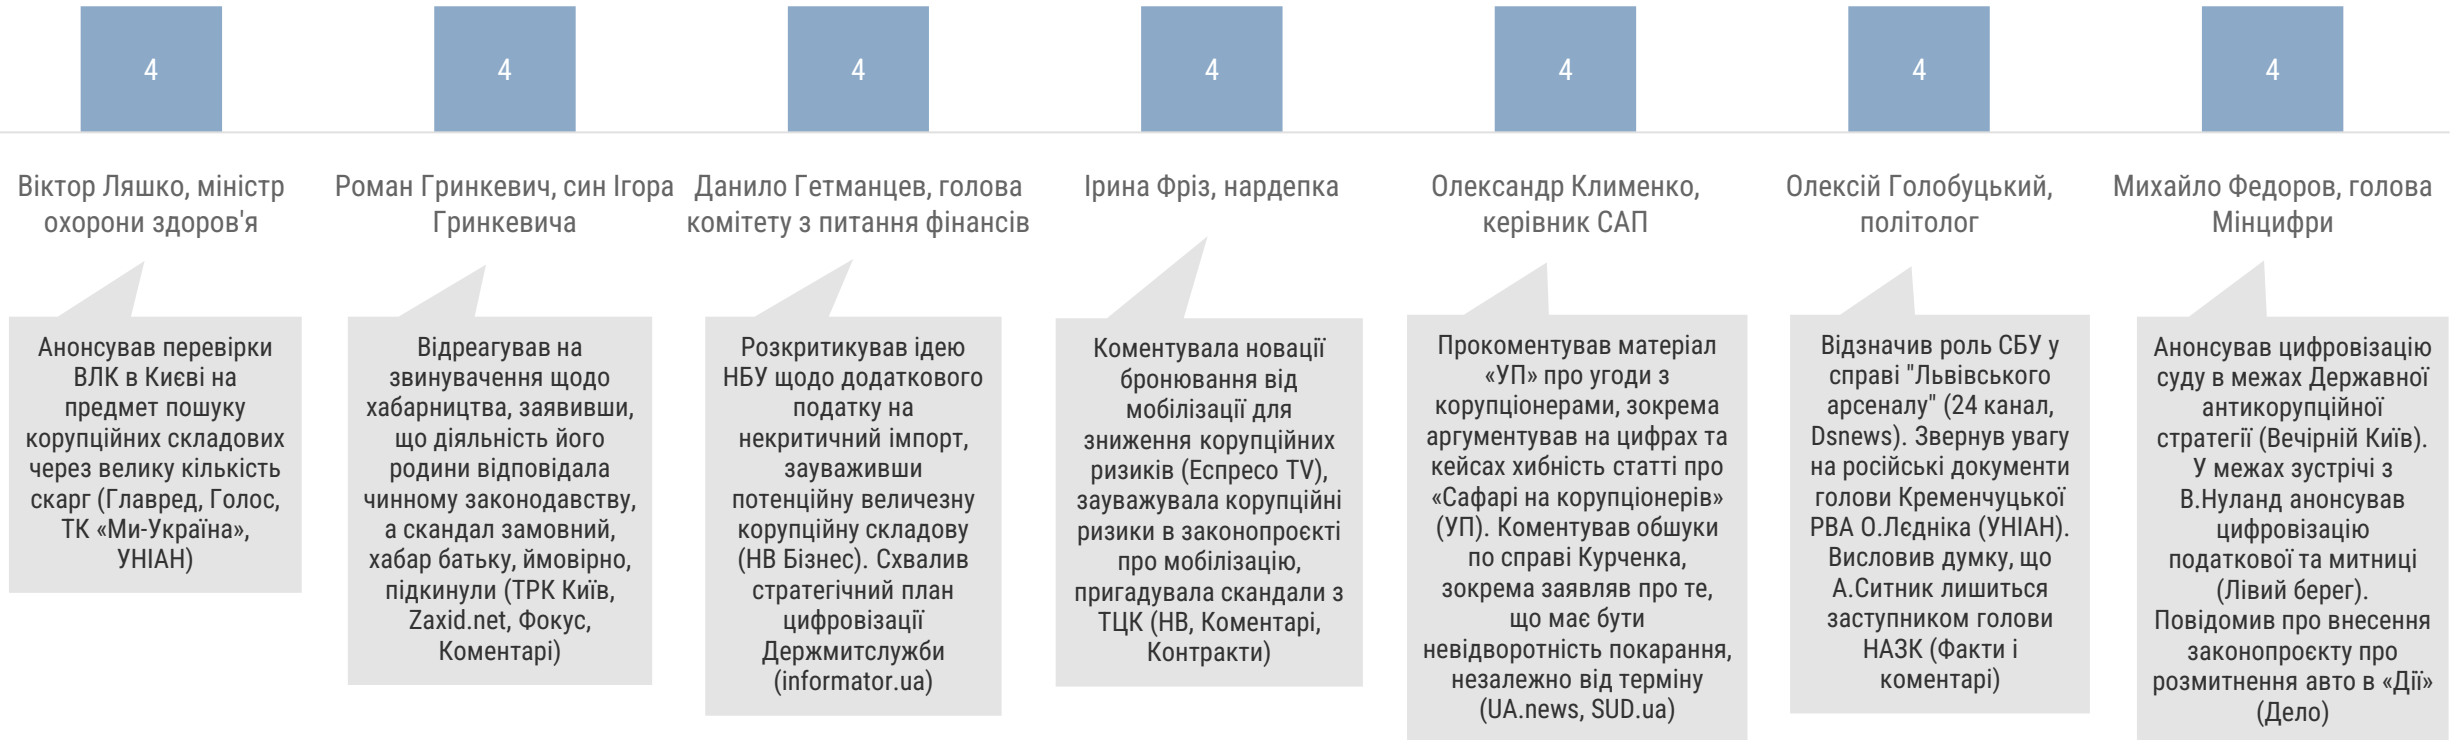 4
4
4
4
4
4
4
Віктор Ляшко, міністр
охорони здоров'я
Роман Гринкевич, син Ігора
Гринкевича
Данило Гетманцев, голова
комітету з питання фінансів
Ірина Фріз, нардепка
Олександр Клименко,
керівник САП
Олексій Голобуцький,
політолог
Михайло Федоров, голова
Мінцифри
Анонсував перевірки
ВЛК в Києві на
предмет пошуку
корупційних складових
через велику кількість
скарг (Главред, Голос,
ТК «Ми-Україна»,
УНІАН)
Відреагував на
звинувачення щодо
хабарництва, заявивши,
що діяльність його
родини відповідала
чинному законодавству,
а скандал замовний,
хабар батьку, ймовірно,
підкинули (ТРК Київ,
Zaxid.net, Фокус,
Коментарі)
Розкритикував ідею
НБУ щодо додаткового
податку на
некритичний імпорт,
зауваживши
потенційну величезну
корупційну складову
(НВ Бізнес). Схвалив
стратегічний план
цифровізації
Держмитслужби
(informator.ua)
Коментувала новації
бронювання від
мобілізації для
зниження корупційних
ризиків (Еспресо TV),
зауважувала корупційні
ризики в законопроєкті
про мобілізацію,
пригадувала скандали з
ТЦК (НВ, Коментарі,
Контракти)
Прокоментував матеріал
«УП» про угоди з
корупціонерами, зокрема
аргументував на цифрах та
кейсах хибність статті про
«Сафарі на корупціонерів»
(УП). Коментував обшуки
по справі Курченка,
зокрема заявляв про те,
що має бути
невідворотність покарання,
незалежно від терміну
(UA.news, SUD.ua)
Відзначив роль СБУ у
справі "Львівського
арсеналу" (24 канал,
Dsnews). Звернув увагу
на російські документи
голови Кременчуцької
РВА О.Лєдніка (УНІАН).
Висловив думку, що
А.Ситник лишиться
заступником голови
НАЗК (Факти і
коментарі)
Анонсував цифровізацію
суду в межах Державної
антикорупційної
стратегії (Вечірній Київ).
У межах зустрічі з
В.Нуланд анонсував
цифровізацію
податкової та митниці
(Лівий берег).
Повідомив про внесення
законопроєкту про
розмитнення авто в «Дії»
(Дело)